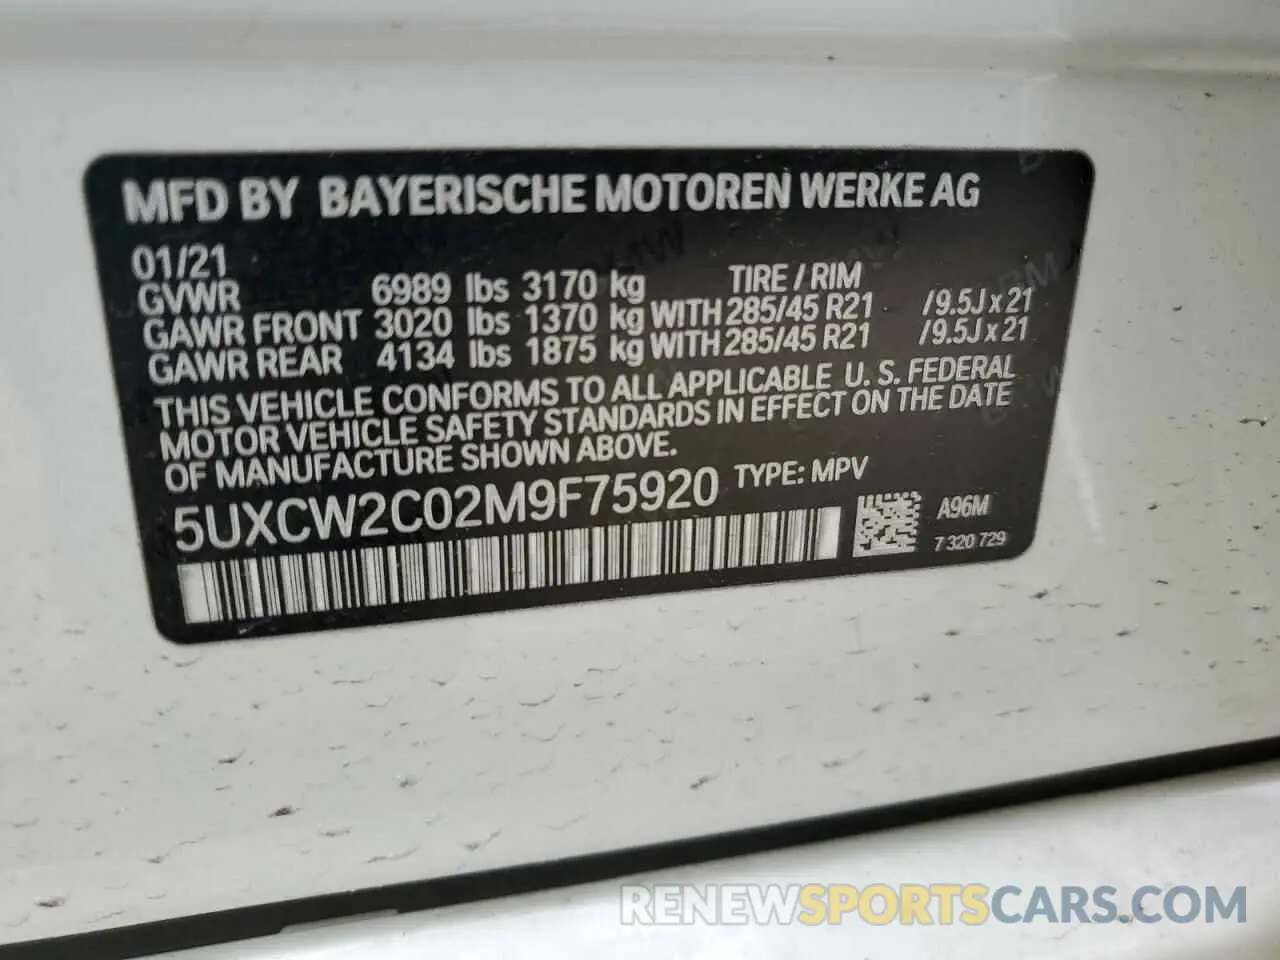 MFD BY BAYERISCHE MOTOREN WERKE AG
01/21
GVWR 6989 lbs 3170 kg TIRE / RIM
GAWR FRONT 3020 lbs 1370 kg WITH 285/45 R21 /9.5J x 21
GAWR REAR 4134 lbs 1875 kg WITH 285/45 R21 /9.5J x 21
THIS VEHICLE CONFORMS TO ALL APPLICABLE U. S. FEDERAL
MOTOR VEHICLE SAFETY STANDARDS IN EFFECT ON THE DATE
OF MANUFACTURE SHOWN ABOVE.
5UXCW2C02M9F75920 TYPE: MPV
A96M
7 320 729
RENEWSPORTSCARS.COM